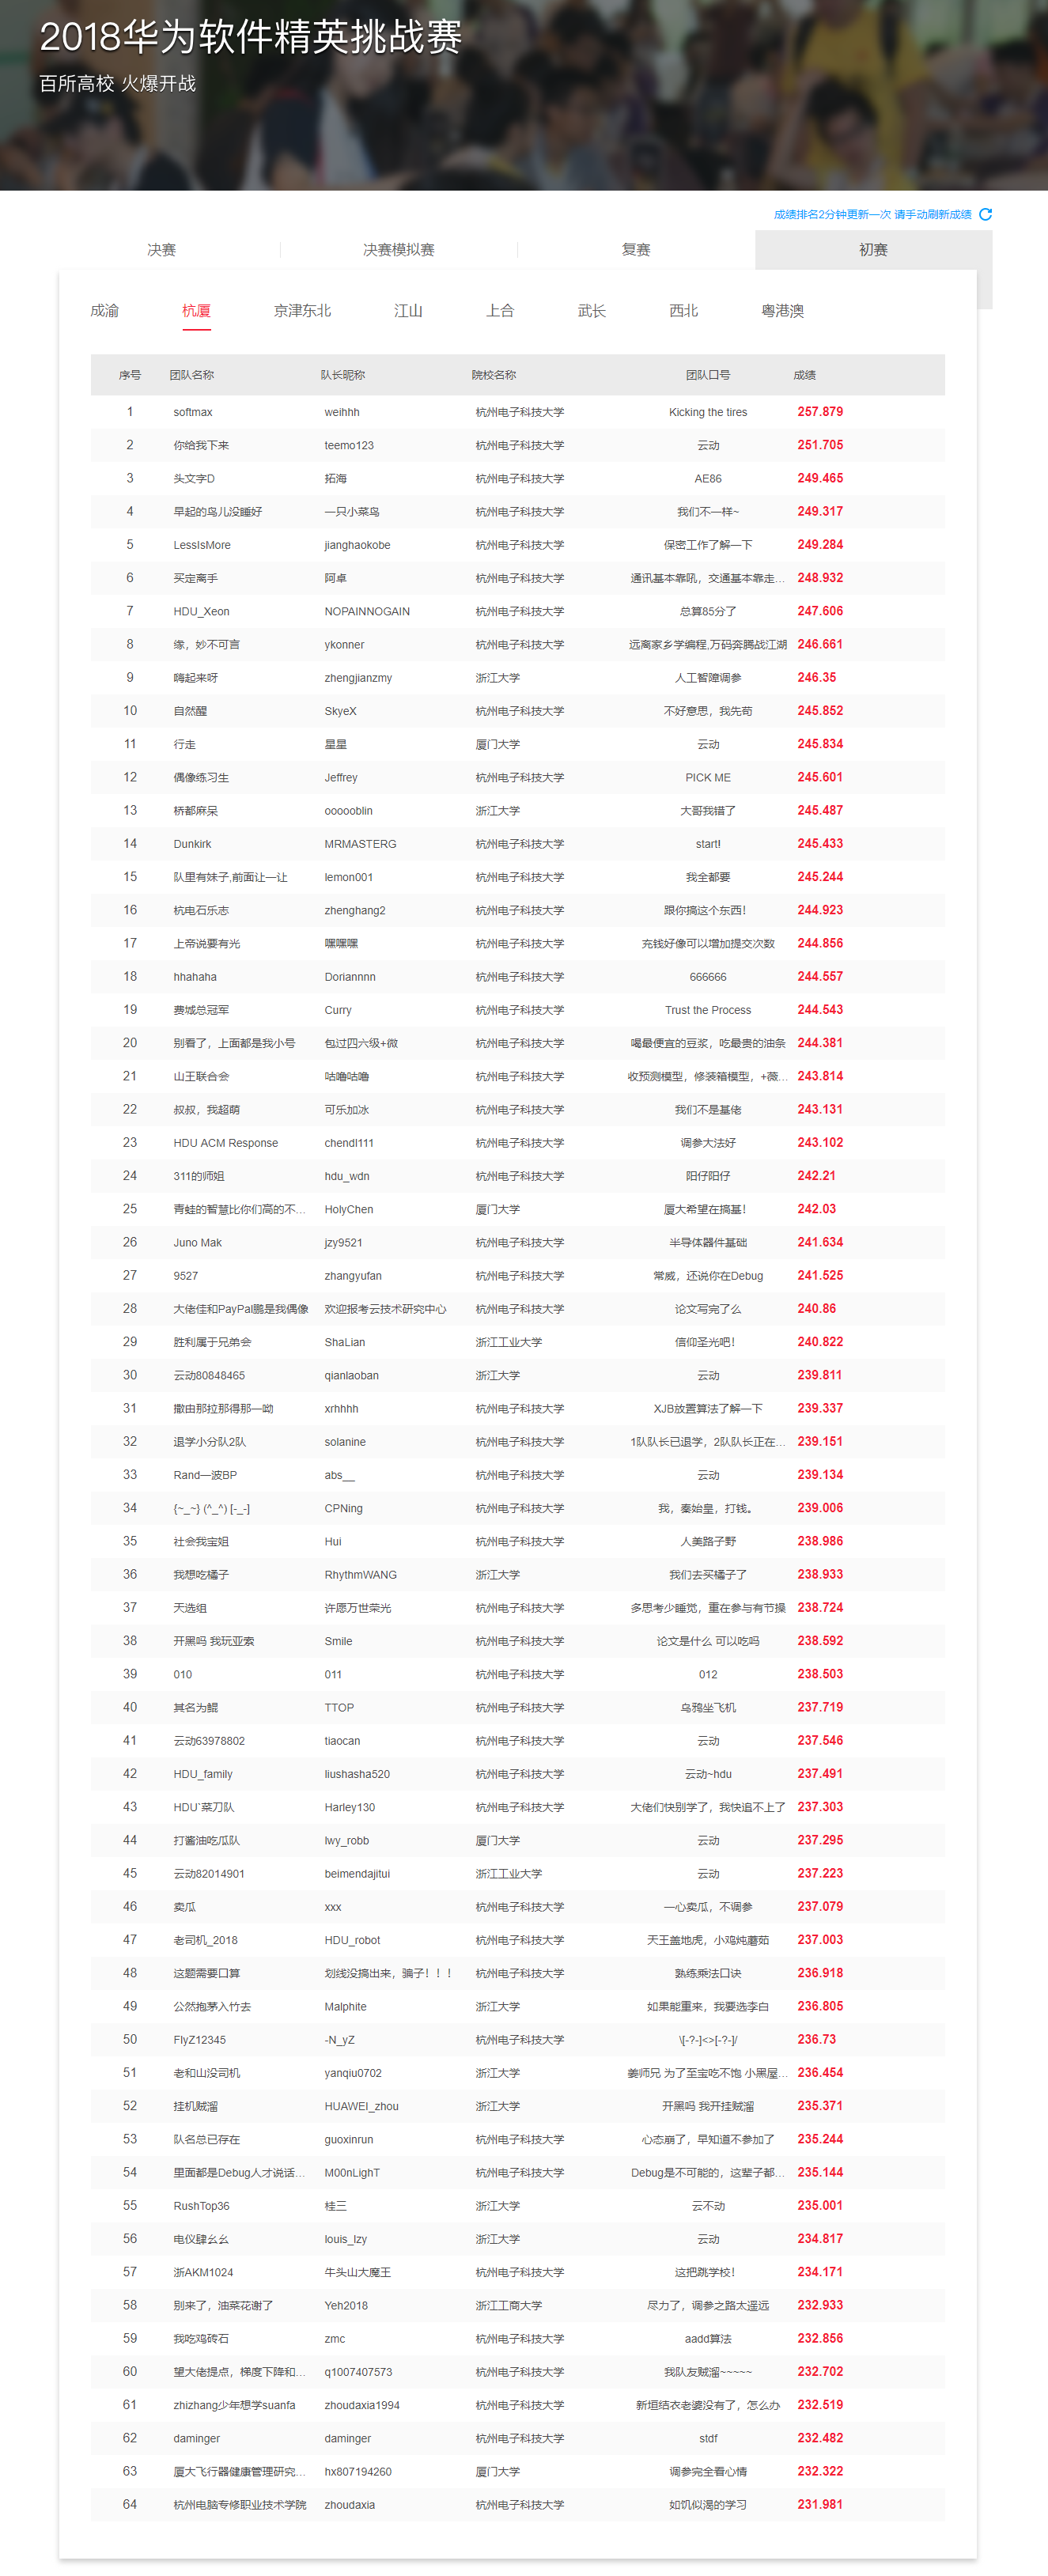 2018华为软件精英挑战赛
百所高校 火爆开战
成绩排名2分钟更新一次 请手动刷新成绩
决赛 决赛模拟赛 复赛 初赛
成渝 杭厦 京津东北 江山 上合 武长 西北 粤港澳
序号 团队名称 队长昵称 院校名称 团队口号 成绩
1 softmax weihhh 杭州电子科技大学 Kicking the tires 257.879
2 你给我下来 teemo123 杭州电子科技大学 云动 251.705
3 头文字D 拓海 杭州电子科技大学 AE86 249.465
4 早起的鸟儿没睡好 一只小菜鸟 杭州电子科技大学 我们不一样~ 249.317
5 LessIsMore jianghaokobe 杭州电子科技大学 保密工作了解一下 249.284
6 买定离手 阿卓 杭州电子科技大学 通讯基本靠吼，交通基本靠走... 248.932
7 HDU_Xeon NOPAINNOGAIN 杭州电子科技大学 总算85分了 247.606
8 缘，妙不可言 ykonner 杭州电子科技大学 远离家乡学编程,万码奔腾战江湖 246.661
9 嗨起来呀 zhengjianzmy 浙江大学 人工智障调参 246.35
10 自然醒 SkyeX 杭州电子科技大学 不好意思，我先苟 245.852
11 行走 星星 厦门大学 云动 245.834
12 偶像练习生 Jeffrey 杭州电子科技大学 PICK ME 245.601
13 桥都麻呆 oooooblin 浙江大学 大哥我错了 245.487
14 Dunkirk MRMASTERG 杭州电子科技大学 start! 245.433
15 队里有妹子,前面让一让 lemon001 杭州电子科技大学 我全都要 245.244
16 杭电石乐志 zhenghang2 杭州电子科技大学 跟你搞这个东西！ 244.923
17 上帝说要有光 嘿嘿嘿 杭州电子科技大学 充钱好像可以增加提交次数 244.856
18 hhahaha Doriannnn 杭州电子科技大学 666666 244.557
19 费城总冠军 Curry 杭州电子科技大学 Trust the Process 244.543
20 别看了，上面都是我小号 包过四六级+微 杭州电子科技大学 喝最便宜的豆浆，吃最贵的油条 244.381
21 山王联合会 咕噜咕噜 杭州电子科技大学 收预测模型，修装箱模型，+薇... 243.814
22 叔叔，我超萌 可乐加冰 杭州电子科技大学 我们不是基佬 243.131
23 HDU ACM Response chendl111 杭州电子科技大学 调参大法好 243.102
24 311的师姐 hdu_wdn 杭州电子科技大学 阳仔阳仔 242.21
25 青蛙的智慧比你们高的不... HolyChen 厦门大学 厦大希望在搞基！ 242.03
26 Juno Mak jzy9521 杭州电子科技大学 半导体器件基础 241.634
27 9527 zhangyufan 杭州电子科技大学 常威，还说你在Debug 241.525
28 大佬佳和PayPal鹏是我偶像 欢迎报考云技术研究中心 杭州电子科技大学 论文写完了么 240.86
29 胜利属于兄弟会 ShaLian 浙江工业大学 信仰圣光吧！ 240.822
30 云动80848465 qianlaoban 浙江大学 云动 239.811
31 撒由那拉那得那一呦 xrhhhh 杭州电子科技大学 XJB放置算法了解一下 239.337
32 退学小分队2队 solanine 杭州电子科技大学 1队队长已退学，2队队长正在... 239.151
33 Rand一波BP abs__ 杭州电子科技大学 云动 239.134
34 {~_~} (^_^) [-_-] CPNing 杭州电子科技大学 我，秦始皇，打钱。 239.006
35 社会我宝姐 Hui 杭州电子科技大学 人美路子野 238.986
36 我想吃橘子 RhythmWANG 浙江大学 我们去买橘子了 238.933
37 天选组 许愿万世荣光 杭州电子科技大学 多思考少睡觉，重在参与有节操 238.724
38 开黑吗 我玩亚索 Smile 杭州电子科技大学 论文是什么 可以吃吗 238.592
39 010 011 杭州电子科技大学 012 238.503
40 其名为鲲 TTOP 杭州电子科技大学 乌鸦坐飞机 237.719
41 云动63978802 tiaocan 杭州电子科技大学 云动 237.546
42 HDU_family liushasha520 杭州电子科技大学 云动~hdu 237.491
43 HDU`菜刀队 Harley130 杭州电子科技大学 大佬们快别学了，我快追不上了 237.303
44 打酱油吃瓜队 lwy_robb 厦门大学 云动 237.295
45 云动82014901 beimendajitui 浙江工业大学 云动 237.223
46 卖瓜 xxx 杭州电子科技大学 一心卖瓜，不调参 237.079
47 老司机_2018 HDU_robot 杭州电子科技大学 天王盖地虎，小鸡炖蘑菇 237.003
48 这题需要口算 划线没搞出来，骗子！！！ 杭州电子科技大学 熟练乘法口诀 236.918
49 公然抱茅入竹去 Malphite 浙江大学 如果能重来，我要选李白 236.805
50 FlyZ12345 -N_yZ 杭州电子科技大学 \[-?-]<>[-?-]/ 236.73
51 老和山没司机 yanqiu0702 浙江大学 姜师兄 为了至宝吃不饱 小黑屋... 236.454
52 挂机贼溜 HUAWEI_zhou 浙江大学 开黑吗 我开挂贼溜 235.371
53 队名总已存在 guoxinrun 杭州电子科技大学 心态崩了，早知道不参加了 235.244
54 里面都是Debug人才说话... M00nLighT 杭州电子科技大学 Debug是不可能的，这辈子都... 235.144
55 RushTop36 桂三 浙江大学 云不动 235.001
56 电仪肆幺幺 louis_lzy 浙江大学 云动 234.817
57 浙AKM1024 牛头山大魔王 杭州电子科技大学 这把跳学校！ 234.171
58 别来了，油菜花谢了 Yeh2018 浙江工商大学 尽力了，调参之路太遥远 232.933
59 我吃鸡砖石 zmc 杭州电子科技大学 aadd算法 232.856
60 望大佬提点，梯度下降和... q1007407573 杭州电子科技大学 我队友贼溜~~~~~ 232.702
61 zhizhang少年想学suanfa zhoudaxia1994 杭州电子科技大学 新垣结衣老婆没有了，怎么办 232.519
62 daminger daminger 杭州电子科技大学 stdf 232.482
63 厦大飞行器健康管理研究... hx807194260 厦门大学 调参完全看心情 232.322
64 杭州电脑专修职业技术学院 zhoudaxia 杭州电子科技大学 如饥似渴的学习 231.981